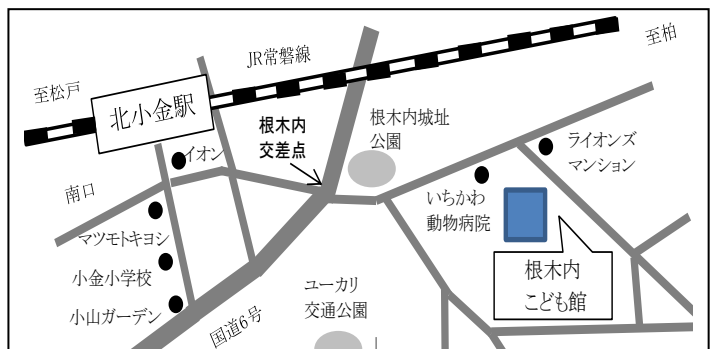 JR常磐線
至柏
至松戸
北小金駅
根木内
交差点
根木内城址
公園
ライオンズ
マンション
イオン
南口
いちかわ
動物病院
マツモトキヨシ
小金小学校
小山ガーデン
国道6号
ユーカリ
交通公園
根木内
こども館